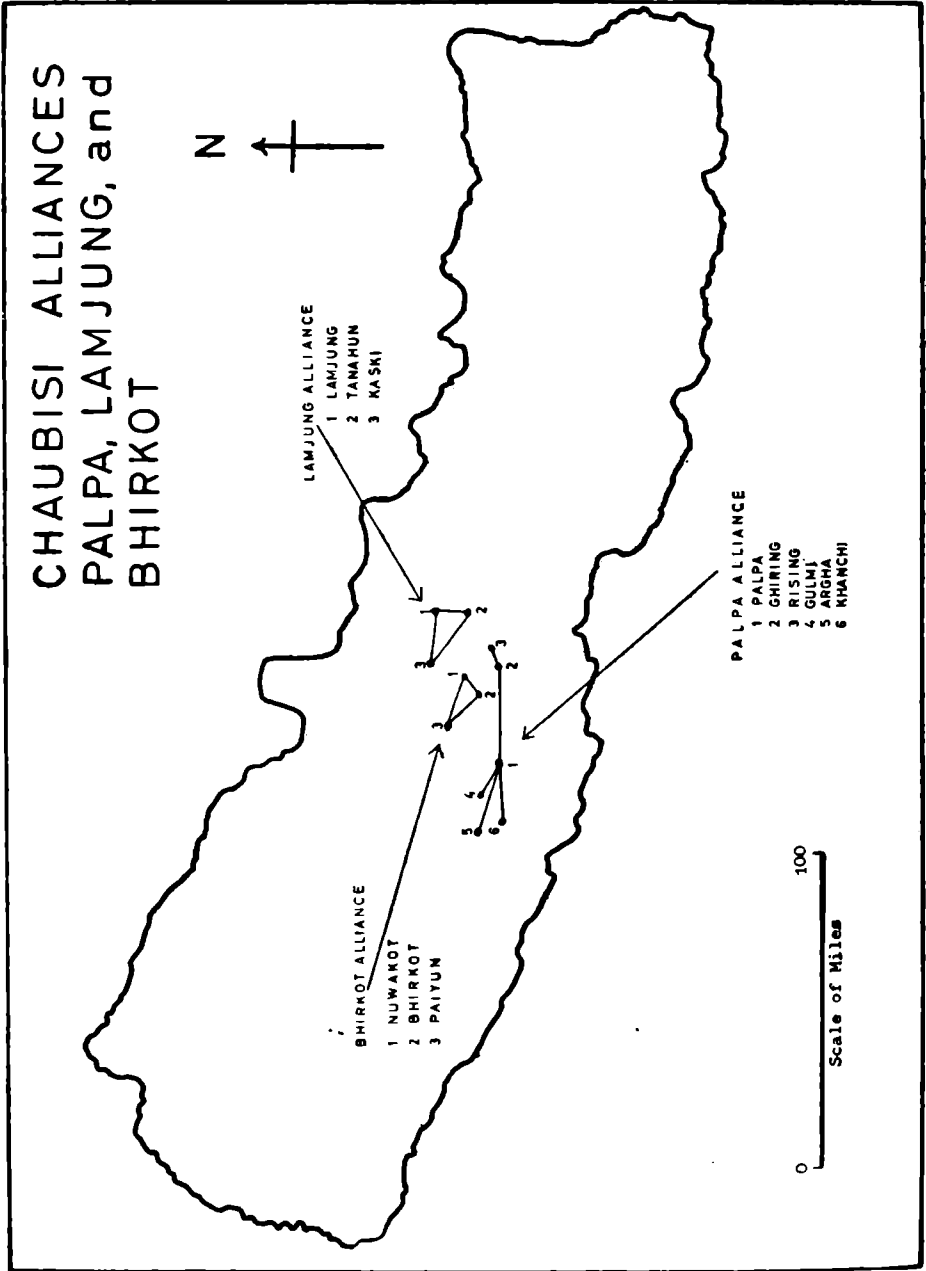 CHAUBISI ALLIANCES
PALPA, LAMJUNG, and
BHIRKOT
N
LAMJUNG ALLIANCE
1 LAMJUNG
2 TANAHUN
3 KASKI
BHIRKOT ALLIANCE
1 NUWAKOT
2 BHIRKOT
3 PAIYUN
PALPA ALLIANCE
1 PALPA
2 GHIRING
3 RISING
4 GULMI
5 ARGHA
6 KHANCHI
1
2
3
1
2
3
1
2
3
4
5
6
0 100
Scale of Miles